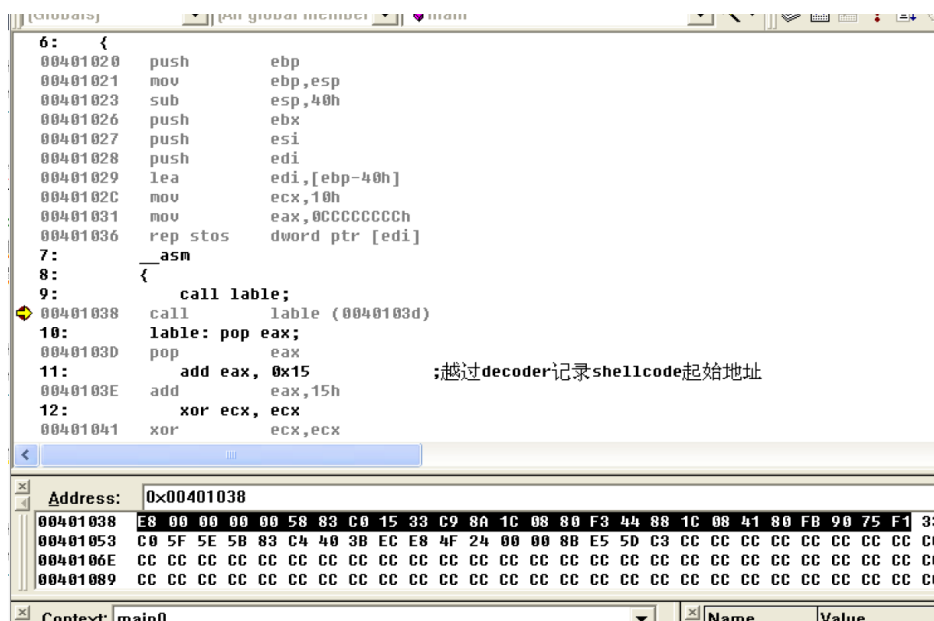 [Globals] [All global member main
6: {
00401020 push ebp
00401021 mov ebp,esp
00401023 sub esp,40h
00401026 push ebx
00401027 push esi
00401028 push edi
00401029 lea edi,[ebp-40h]
0040102C mov ecx,10h
00401031 mov eax,0CCCCCCCCh
00401036 rep stos dword ptr [edi]
7: __asm
8: {
9: call lable;
00401038 call lable (0040103d)
10: lable: pop eax;
0040103D pop eax
11: add eax, 0x15 ;越过decoder记录shellcode起始地址
0040103E add eax,15h
12: xor ecx, ecx
00401041 xor ecx,ecx
Address: 0x00401038
00401038 E8 00 00 00 00 58 83 C0 15 33 C9 8A 1C 08 80 F3 44 88 1C 08 41 80 FB 90 75 F1 33
00401053 C0 5F 5E 5B 83 C4 40 3B EC E8 4F 24 00 00 8B E5 5D C3 CC CC CC CC CC CC CC CC
0040106E CC CC CC CC CC CC CC CC CC CC CC CC CC CC CC CC CC CC CC CC CC CC CC CC CC CC
00401089 CC CC CC CC CC CC CC CC CC CC CC CC CC CC CC CC CC CC CC CC CC CC CC CC CC CC
Context: main() Name Value